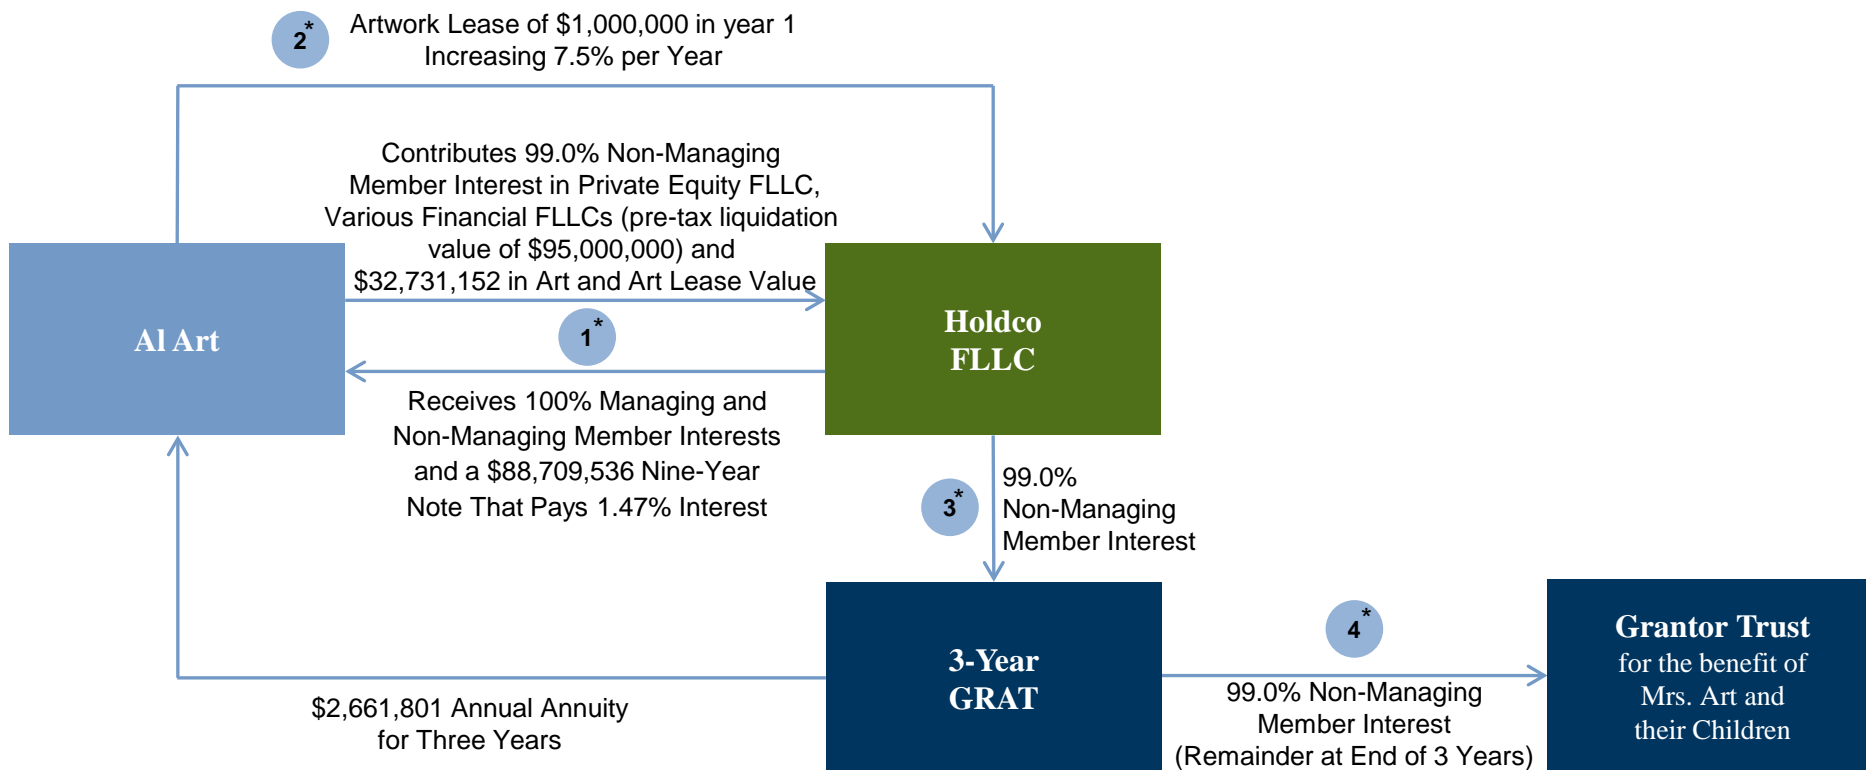 2*
Artwork Lease of $1,000,000 in year 1
Increasing 7.5% per Year
Contributes 99.0% Non-Managing
Member Interest in Private Equity FLLC,
Various Financial FLLCs (pre-tax liquidation
value of $95,000,000) and
$32,731,152 in Art and Art Lease Value
Al Art
1*
Holdco
FLLC
Receives 100% Managing and
Non-Managing Member Interests
and a $88,709,536 Nine-Year
Note That Pays 1.47% Interest
3*
99.0%
Non-Managing
Member Interest
3-Year
GRAT
$2,661,801 Annual Annuity
for Three Years
4*
99.0% Non-Managing
Member Interest
(Remainder at End of 3 Years)
Grantor Trust
for the benefit of
Mrs. Art and
their Children